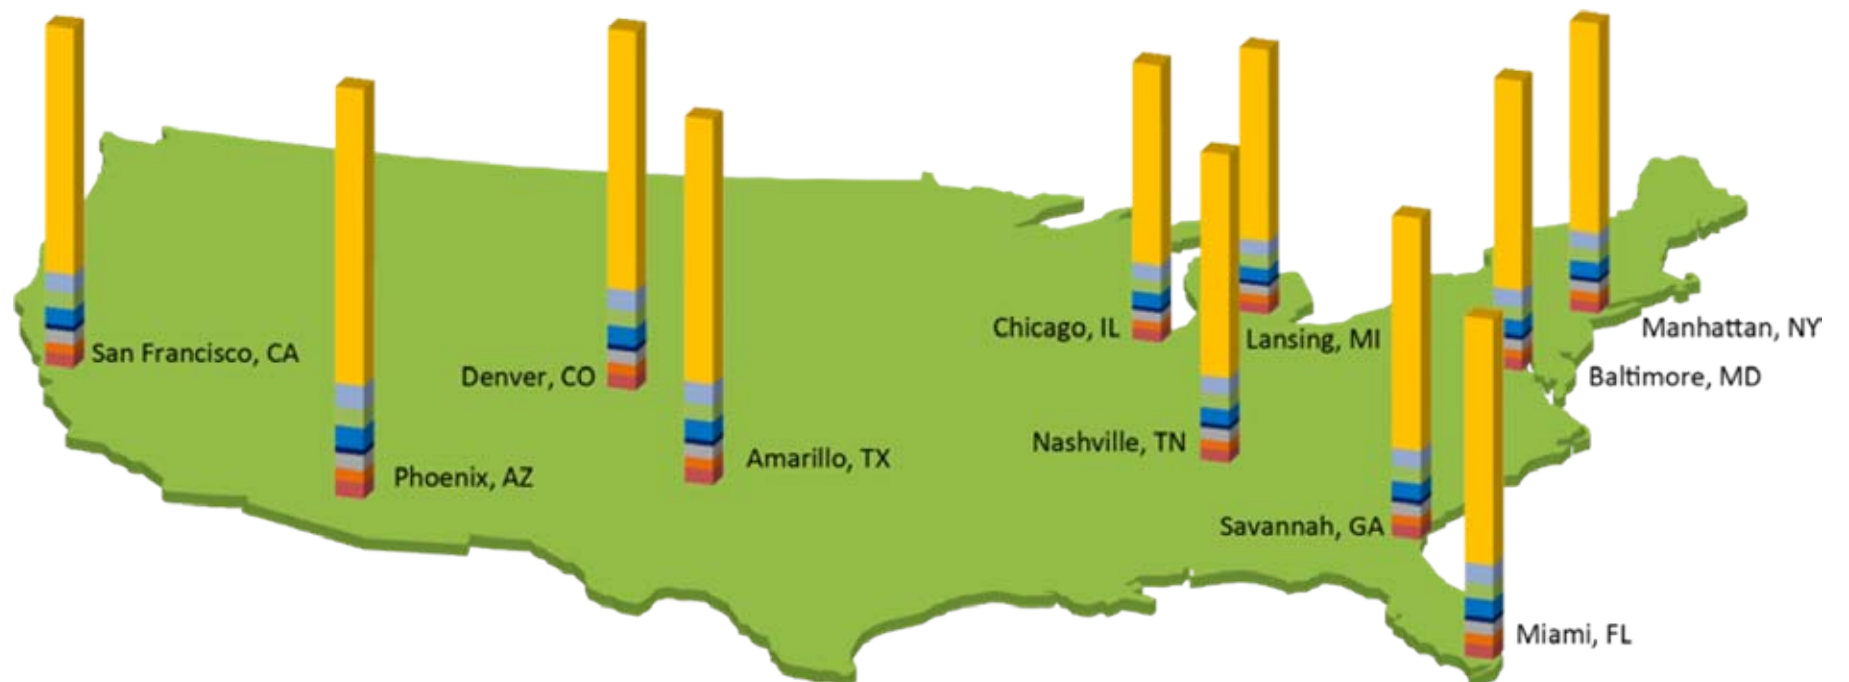 Chicago, IL
Manhattan, NY
Lansing, MI
San Francisco, CA
Denver, CO
Baltimore, MD
Nashville, TN
Amarillo, TX
Phoenix, AZ
Savannah, GA
Miami, FL